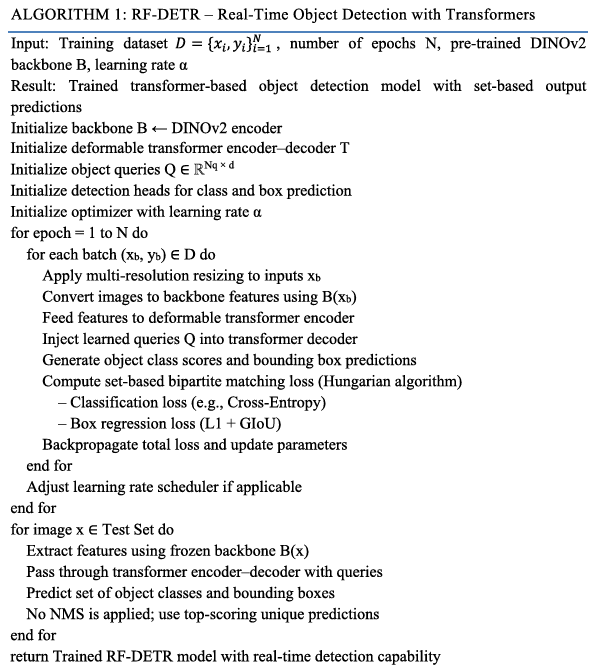 ALGORITHM 1: RF-DETR – Real-Time Object Detection with Transformers
Input: Training dataset D = {xᵢ, yᵢ}ᴺᵢ₌₁ , number of epochs N, pre-trained DINOv2
backbone B, learning rate α
Result: Trained transformer-based object detection model with set-based output
predictions
Initialize backbone B ← DINOv2 encoder
Initialize deformable transformer encoder–decoder T
Initialize object queries Q ∈ ℝᴺq ˣ ᵈ
Initialize detection heads for class and box prediction
Initialize optimizer with learning rate α
for epoch = 1 to N do
for each batch (xb, yb) ∈ D do
Apply multi-resolution resizing to inputs xb
Convert images to backbone features using B(xb)
Feed features to deformable transformer encoder
Inject learned queries Q into transformer decoder
Generate object class scores and bounding box predictions
Compute set-based bipartite matching loss (Hungarian algorithm)
– Classification loss (e.g., Cross-Entropy)
– Box regression loss (L1 + GIoU)
Backpropagate total loss and update parameters
end for
Adjust learning rate scheduler if applicable
end for
for image x ∈ Test Set do
Extract features using frozen backbone B(x)
Pass through transformer encoder–decoder with queries
Predict set of object classes and bounding boxes
No NMS is applied; use top-scoring unique predictions
end for
return Trained RF-DETR model with real-time detection capability